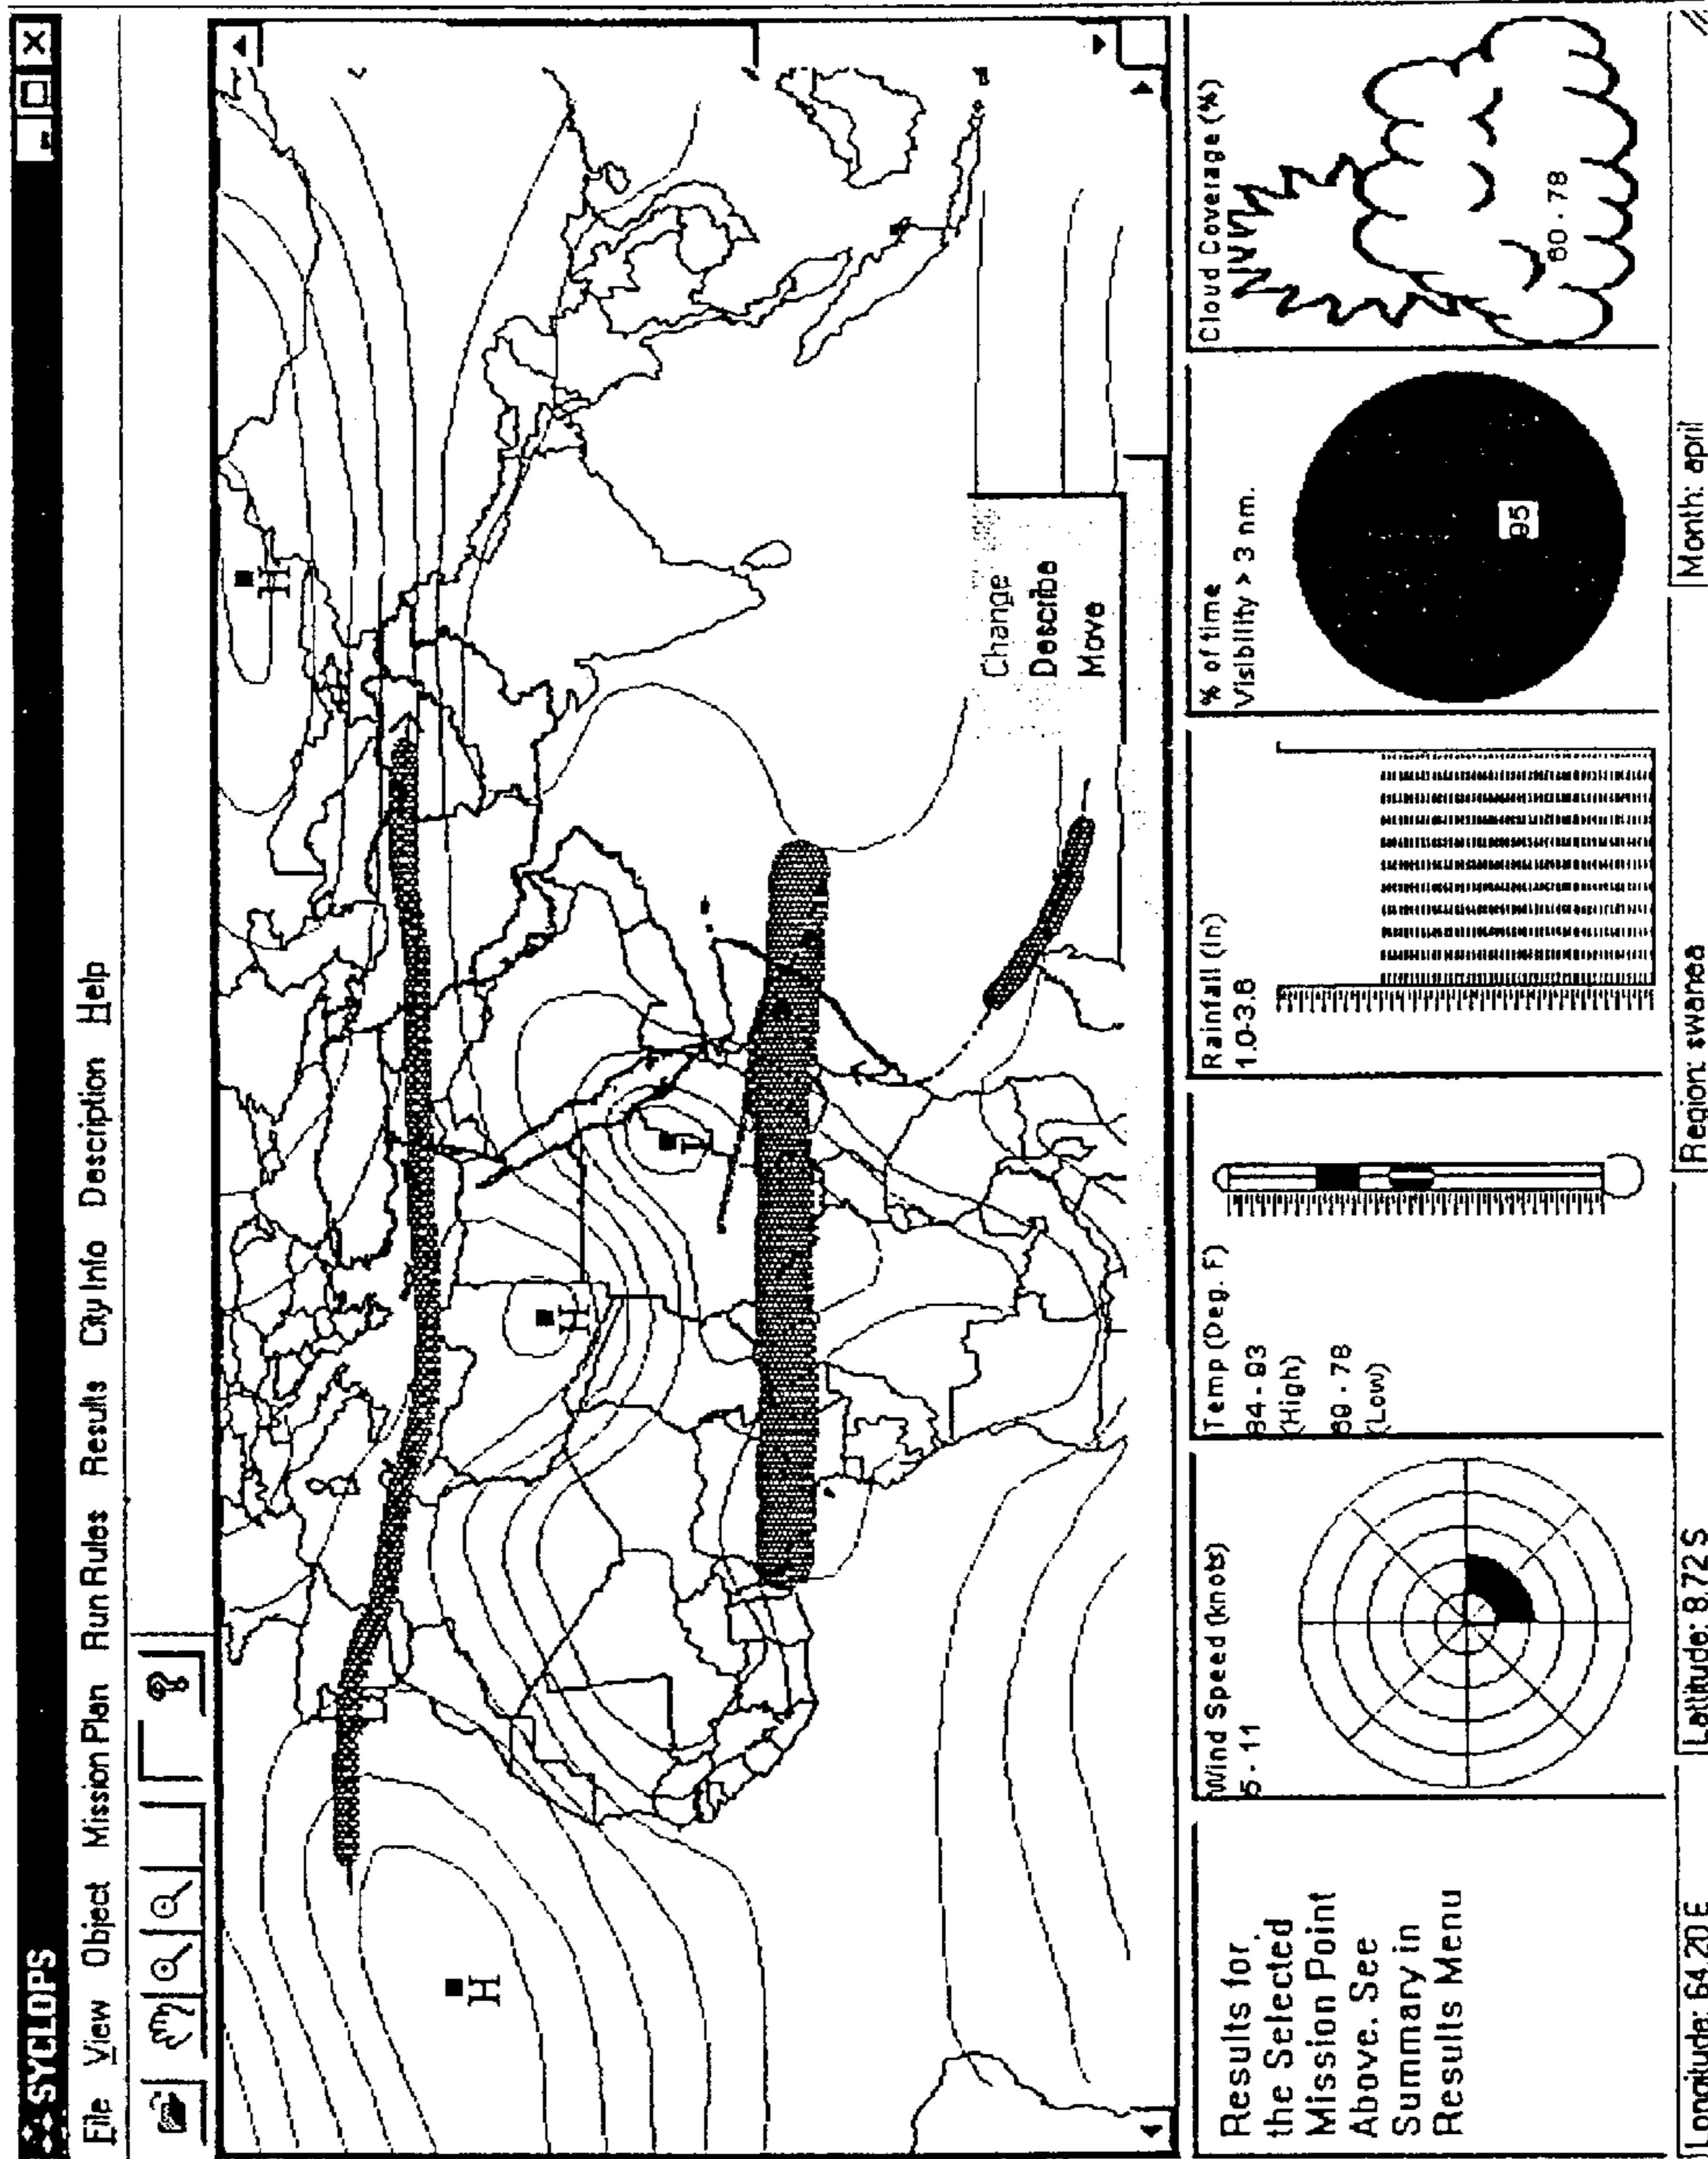 SYCLOPS
File View Object Mission Plan Run Rules Results City Info Description Help
H
H
H
L
Change
Describe
Move
Results for
the Selected
Mission Point
Above. See
Summary in
Results Menu
Wind Speed (knots)
5 - 11
Temp (Deg. F)
84 - 93
(High)
69 - 78
(Low)
Rainfall (in)
1.0-3.6
% of time
Visibility > 3 nm.
95
Cloud Coverage (%)
60 - 78
Longitude: 64.20 E
Latitude: 8.72 S
Region: swanea
Month: april